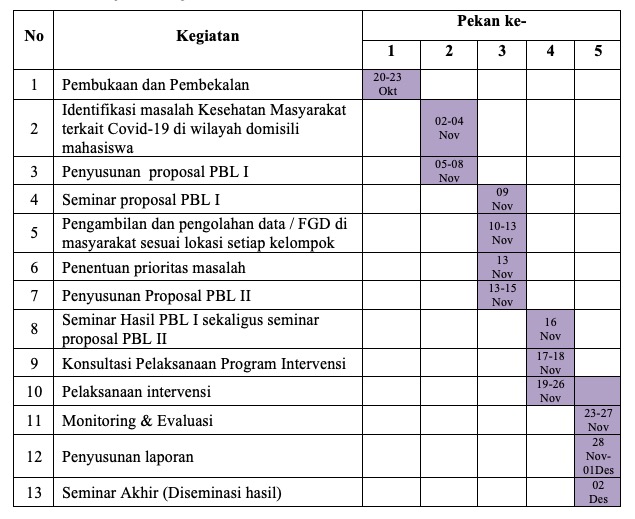 No Kegiatan Pekan ke-
1 2 3 4 5
1 Pembukaan dan Pembekalan 20-23
Okt
2 Identifikasi masalah Kesehatan Masyarakat
terkait Covid-19 di wilayah domisili
mahasiswa
02-04
Nov
3 Penyusunan proposal PBL I 05-08
Nov
4 Seminar proposal PBL I 09
Nov
5 Pengambilan dan pengolahan data / FGD di
masyarakat sesuai lokasi setiap kelompok
10-13
Nov
6 Penentuan prioritas masalah 13
Nov
7 Penyusunan Proposal PBL II 13-15
Nov
8 Seminar Hasil PBL I sekaligus seminar
proposal PBL II
16
Nov
9 Konsultasi Pelaksanaan Program Intervensi 17-18
Nov
10 Pelaksanaan intervensi 19-26
Nov
11 Monitoring & Evaluasi 23-27
Nov
12 Penyusunan laporan 28
Nov-
01Des
13 Seminar Akhir (Diseminasi hasil) 02
Des